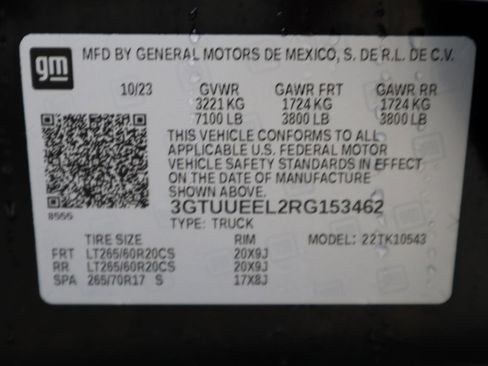 gm MFD BY GENERAL MOTORS DE MEXICO, S. DE R.L. DE C.V.
10/23 GVWR GAWR FRT GAWR RR
3221 KG 1724 KG 1724 KG
7100 LB 3800 LB 3800 LB
THIS VEHICLE CONFORMS TO ALL
APPLICABLE U.S. FEDERAL MOTOR
VEHICLE SAFETY STANDARDS IN EFFECT
ON THE DATE OF MANUFACTURE
SHOWN ABOVE.
8555 3GTUUEEL2RG153462
TYPE: TRUCK
TIRE SIZE RIM MODEL: 22TK10543
FRT LT265/60R20CS 20X9J
RR LT265/60R20CS 20X9J
SPA 265/70R17 S 17X8J